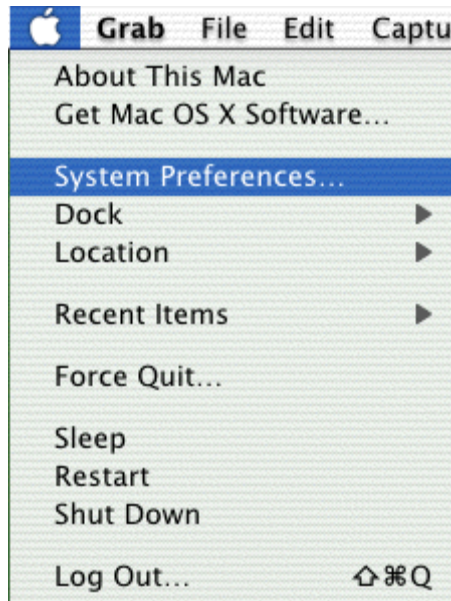 Grab File Edit Captu
About This Mac
Get Mac OS X Software...
System Preferences...
Dock
Location
Recent Items
Force Quit...
Sleep
Restart
Shut Down
Log Out... ⇧⌘Q